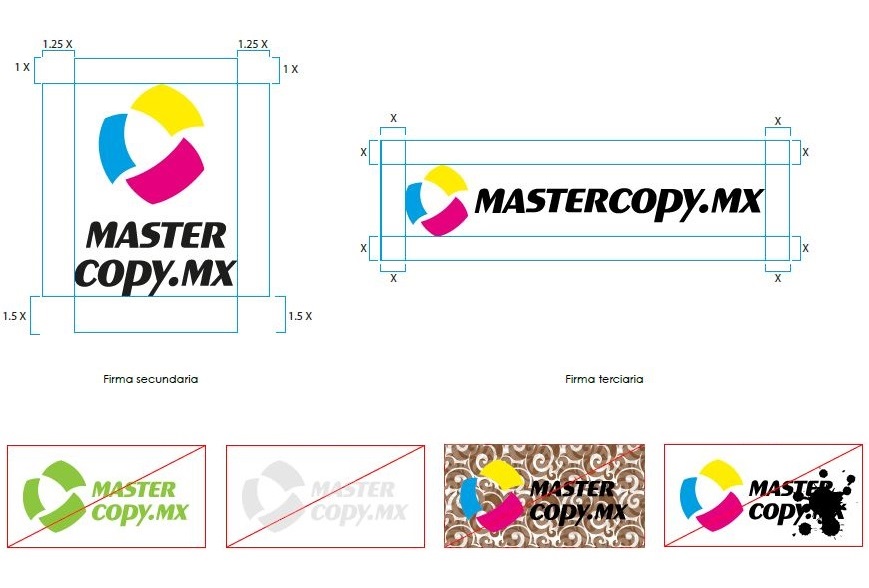 1.25 X
1.25 X
1 X
1 X
MASTER
COPY.MX
1.5 X
1.5 X
Firma secundaria
X
X
X
X
MASTERCOPY.MX
X
X
X
X
Firma terciaria
MASTER
COPY.MX
MASTER
COPY.MX
MASTER
COPY.MX
MASTER
COPY.MX